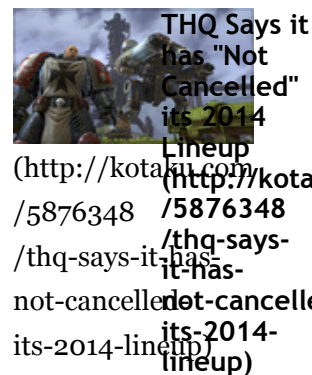 THQ Says it
has "Not
Cancelled"
its 2014
Lineup
(http://kota
/5876348
/thq-says-
it-has-
not-cancelle
its-2014-
lineup)
(http://kotaku.com
/5876348
/thq-says-it-has-
not-cancelled-
its-2014-lineup)